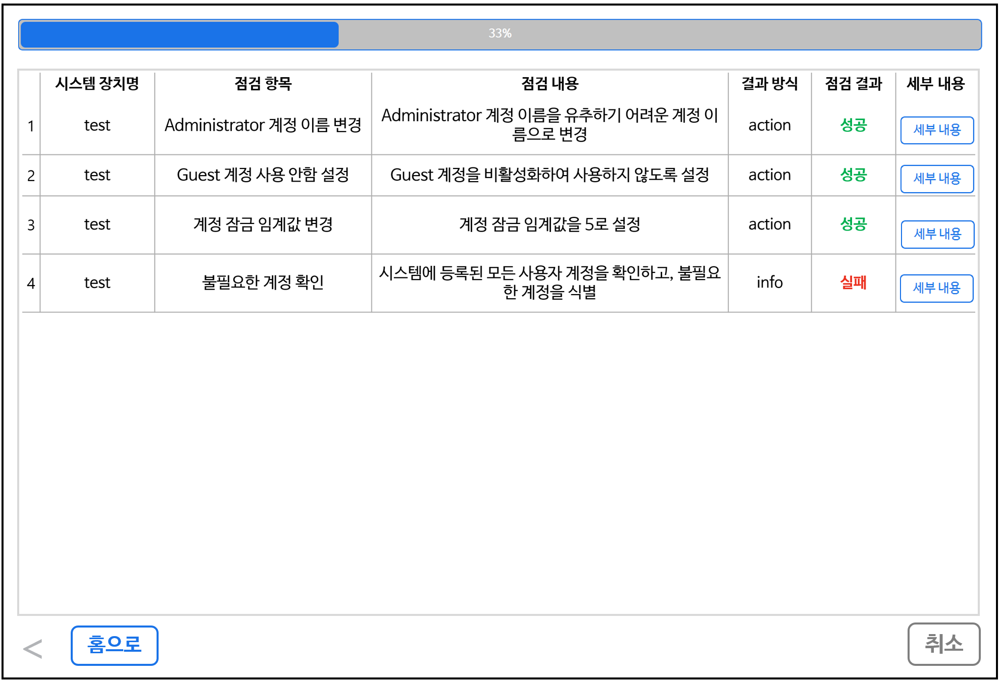 33%
시스템 장치명 점검 항목 점검 내용 결과 방식 점검 결과 세부 내용
1 test Administrator 계정 이름 변경 Administrator 계정 이름을 유추하기 어려운 계정 이 action 성공 세부 내용
름으로 변경
2 test Guest 계정 사용 안함 설정 Guest 계정을 비활성화하여 사용하지 않도록 설정 action 성공 세부 내용
3 test 계정 잠금 임계값 변경 계정 잠금 임계값을 5로 설정 action 성공 세부 내용
4 test 불필요한 계정 확인 시스템에 등록된 모든 사용자 계정을 확인하고, 불필요 info 실패 세부 내용
한 계정을 식별
< 홈으로 취소